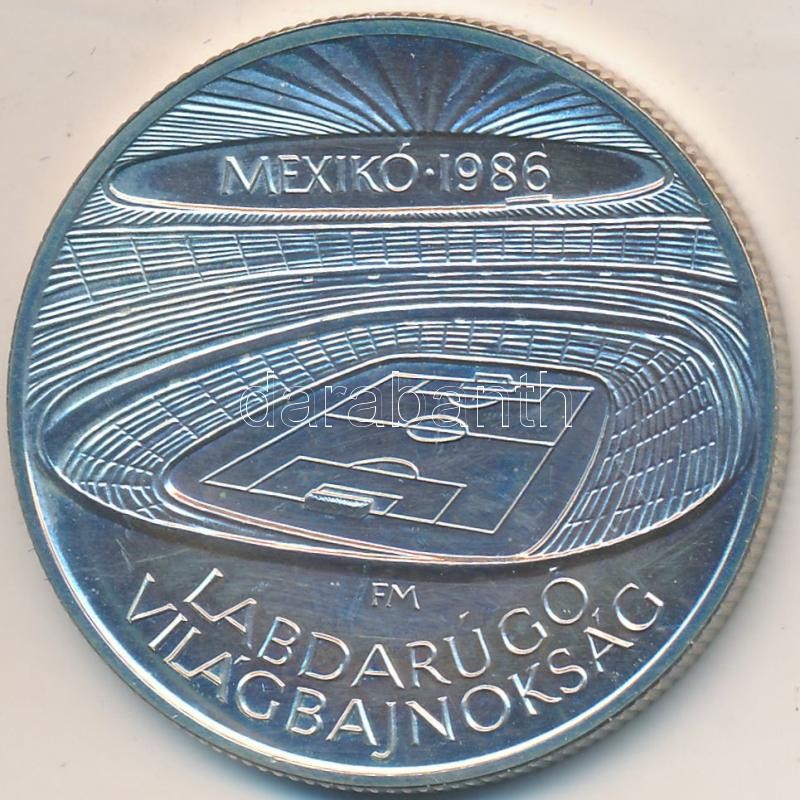 MEXIKÓ·1986
darabanth
FM
LABDARÚGÓ
VILÁGBAJNOKSÁG